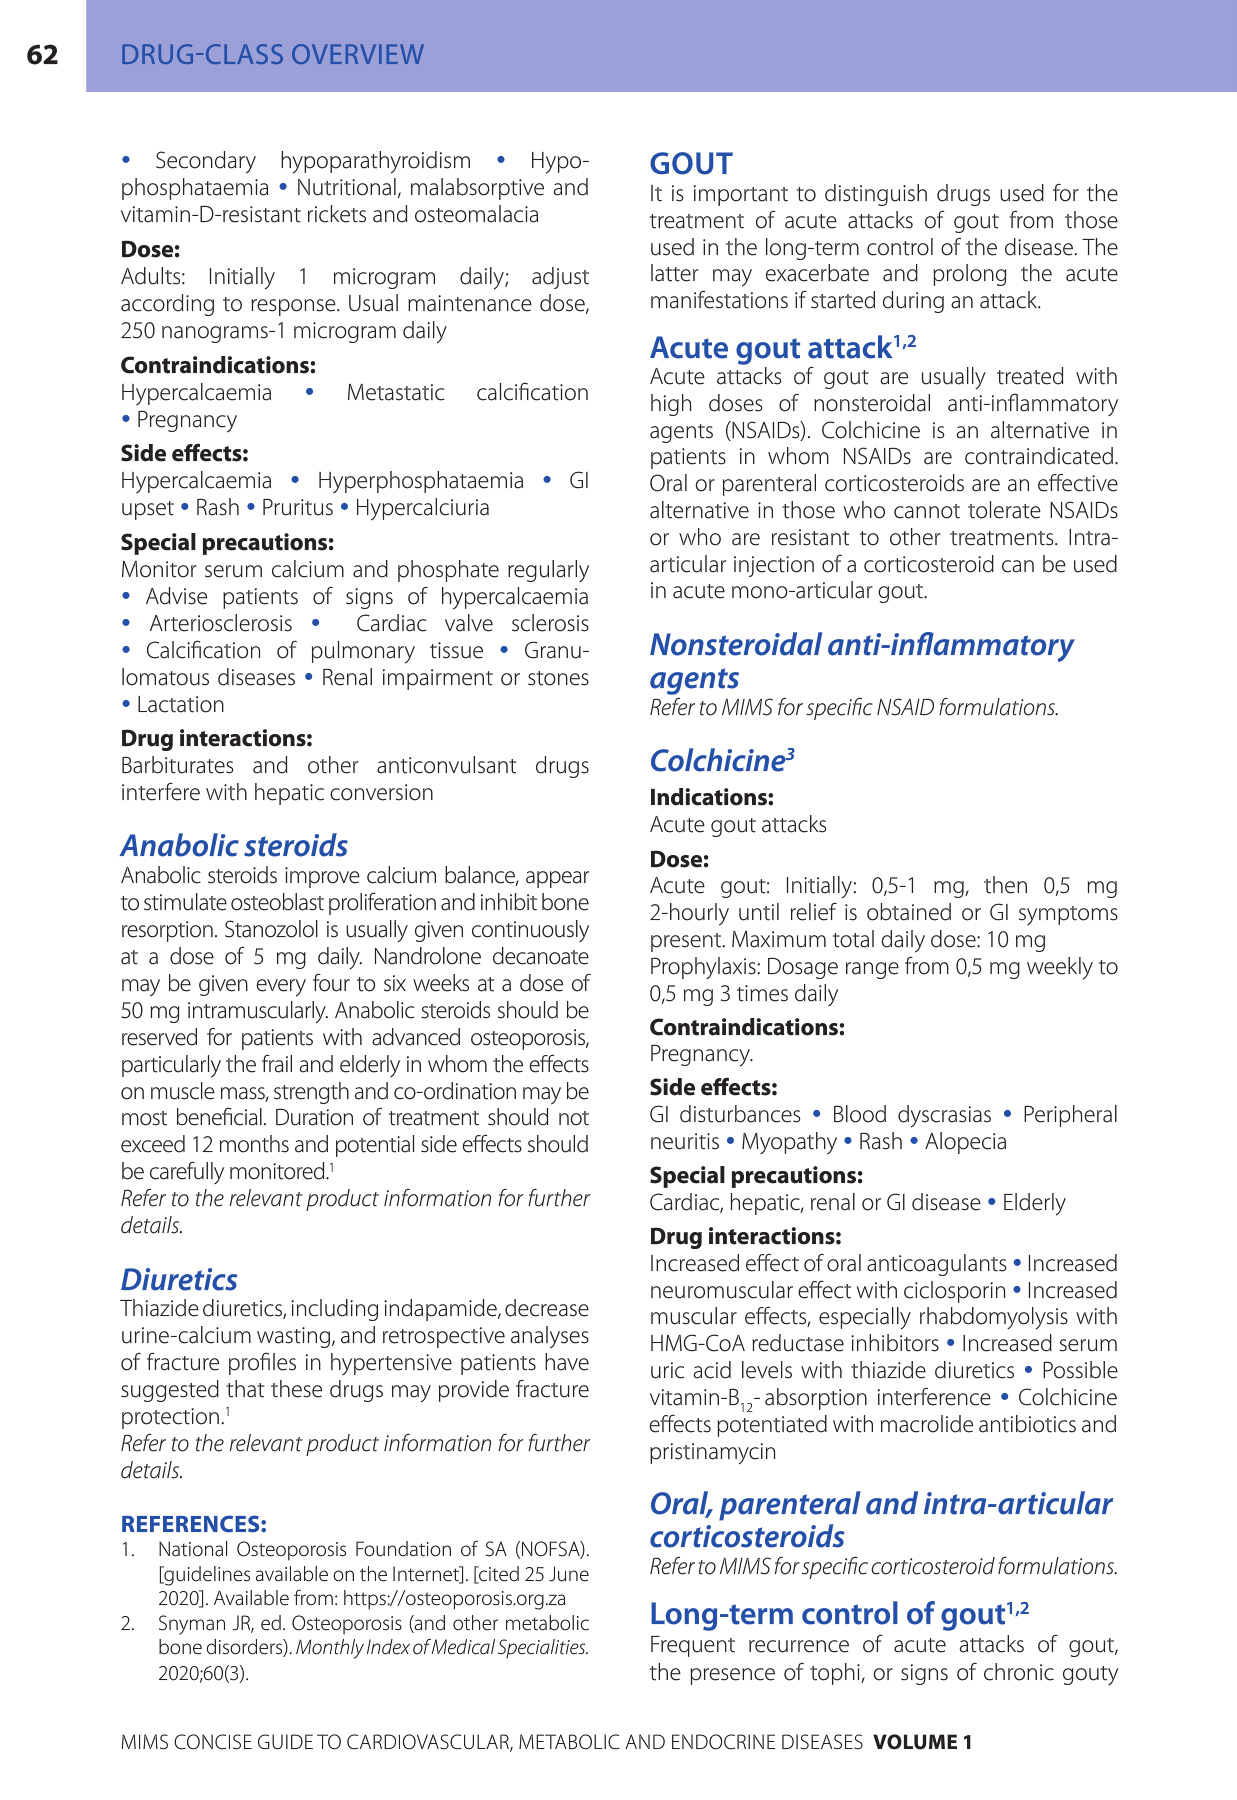 62
DRUG-CLASS OVERVIEW
• Secondary hypoparathyroidism • Hypo-
phosphataemia • Nutritional, malabsorptive and
vitamin-D-resistant rickets and osteomalacia
Dose:
Adults: Initially 1 microgram daily; adjust
according to response. Usual maintenance dose,
250 nanograms-1 microgram daily
Contraindications:
Hypercalcaemia • Metastatic calcification
• Pregnancy
Side effects:
Hypercalcaemia • Hyperphosphataemia • GI
upset • Rash • Pruritus • Hypercalciuria
Special precautions:
Monitor serum calcium and phosphate regularly
• Advise patients of signs of hypercalcaemia
• Arteriosclerosis • Cardiac valve sclerosis
• Calcification of pulmonary tissue • Granu-
lomatous diseases • Renal impairment or stones
• Lactation
Drug interactions:
Barbiturates and other anticonvulsant drugs
interfere with hepatic conversion
Anabolic steroids
Anabolic steroids improve calcium balance, appear
to stimulate osteoblast proliferation and inhibit bone
resorption. Stanozolol is usually given continuously
at a dose of 5 mg daily. Nandrolone decanoate
may be given every four to six weeks at a dose of
50 mg intramuscularly. Anabolic steroids should be
reserved for patients with advanced osteoporosis,
particularly the frail and elderly in whom the effects
on muscle mass, strength and co-ordination may be
most beneficial. Duration of treatment should not
exceed 12 months and potential side effects should
be carefully monitored.¹
Refer to the relevant product information for further
details.
Diuretics
Thiazide diuretics, including indapamide, decrease
urine-calcium wasting, and retrospective analyses
of fracture profiles in hypertensive patients have
suggested that these drugs may provide fracture
protection.¹
Refer to the relevant product information for further
details.
REFERENCES:
1. National Osteoporosis Foundation of SA (NOFSA).
[guidelines available on the Internet]. [cited 25 June
2020]. Available from: https://osteoporosis.org.za
2. Snyman JR, ed. Osteoporosis (and other metabolic
bone disorders). Monthly Index of Medical Specialities.
2020;60(3).
GOUT
It is important to distinguish drugs used for the
treatment of acute attacks of gout from those
used in the long-term control of the disease. The
latter may exacerbate and prolong the acute
manifestations if started during an attack.
Acute gout attack¹,²
Acute attacks of gout are usually treated with
high doses of nonsteroidal anti-inflammatory
agents (NSAIDs). Colchicine is an alternative in
patients in whom NSAIDs are contraindicated.
Oral or parenteral corticosteroids are an effective
alternative in those who cannot tolerate NSAIDs
or who are resistant to other treatments. Intra-
articular injection of a corticosteroid can be used
in acute mono-articular gout.
Nonsteroidal anti-inflammatory
agents
Refer to MIMS for specific NSAID formulations.
Colchicine³
Indications:
Acute gout attacks
Dose:
Acute gout: Initially: 0,5-1 mg, then 0,5 mg
2-hourly until relief is obtained or GI symptoms
present. Maximum total daily dose: 10 mg
Prophylaxis: Dosage range from 0,5 mg weekly to
0,5 mg 3 times daily
Contraindications:
Pregnancy.
Side effects:
GI disturbances • Blood dyscrasias • Peripheral
neuritis • Myopathy • Rash • Alopecia
Special precautions:
Cardiac, hepatic, renal or GI disease • Elderly
Drug interactions:
Increased effect of oral anticoagulants • Increased
neuromuscular effect with ciclosporin • Increased
muscular effects, especially rhabdomyolysis with
HMG-CoA reductase inhibitors • Increased serum
uric acid levels with thiazide diuretics • Possible
vitamin-B₁₂- absorption interference • Colchicine
effects potentiated with macrolide antibiotics and
pristinamycin
Oral, parenteral and intra-articular
corticosteroids
Refer to MIMS for specific corticosteroid formulations.
Long-term control of gout¹,²
Frequent recurrence of acute attacks of gout,
the presence of tophi, or signs of chronic gouty
MIMS CONCISE GUIDE TO CARDIOVASCULAR, METABOLIC AND ENDOCRINE DISEASES VOLUME 1